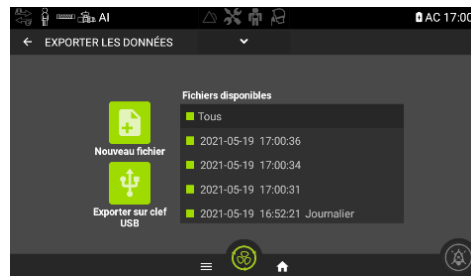 AI
AC 17:00
EXPORTER LES DONNÉES
Fichiers disponibles
Tous
Nouveau fichier
2021-05-19 17:00:36
2021-05-19 17:00:34
2021-05-19 17:00:31
Exporter sur clef
USB
2021-05-19 16:52:21 Journalier